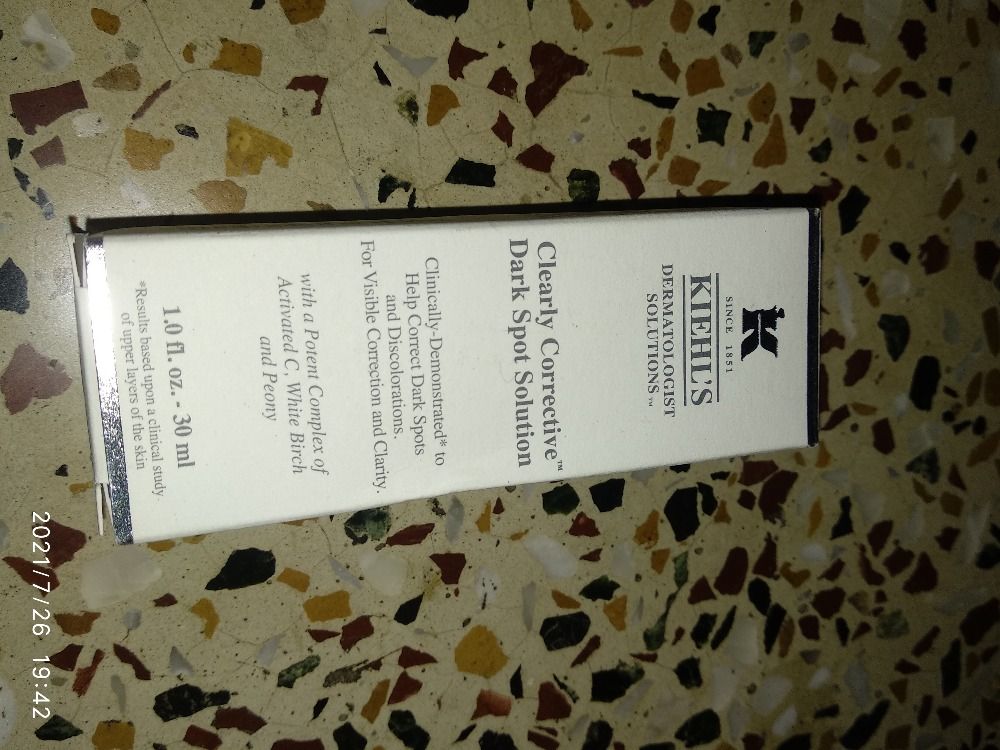 K
SINCE 1851
KIEHL'S
DERMATOLOGIST
SOLUTIONS™
Clearly Corrective™
Dark Spot Solution
Clinically-Demonstrated* to
Help Correct Dark Spots
and Discolorations.
For Visible Correction and Clarity.
with a Potent Complex of
Activated C, White Birch
and Peony
1.0 fl. oz. - 30 ml
*Results based upon a clinical study
of upper layers of the skin
2021/7/26 19:42